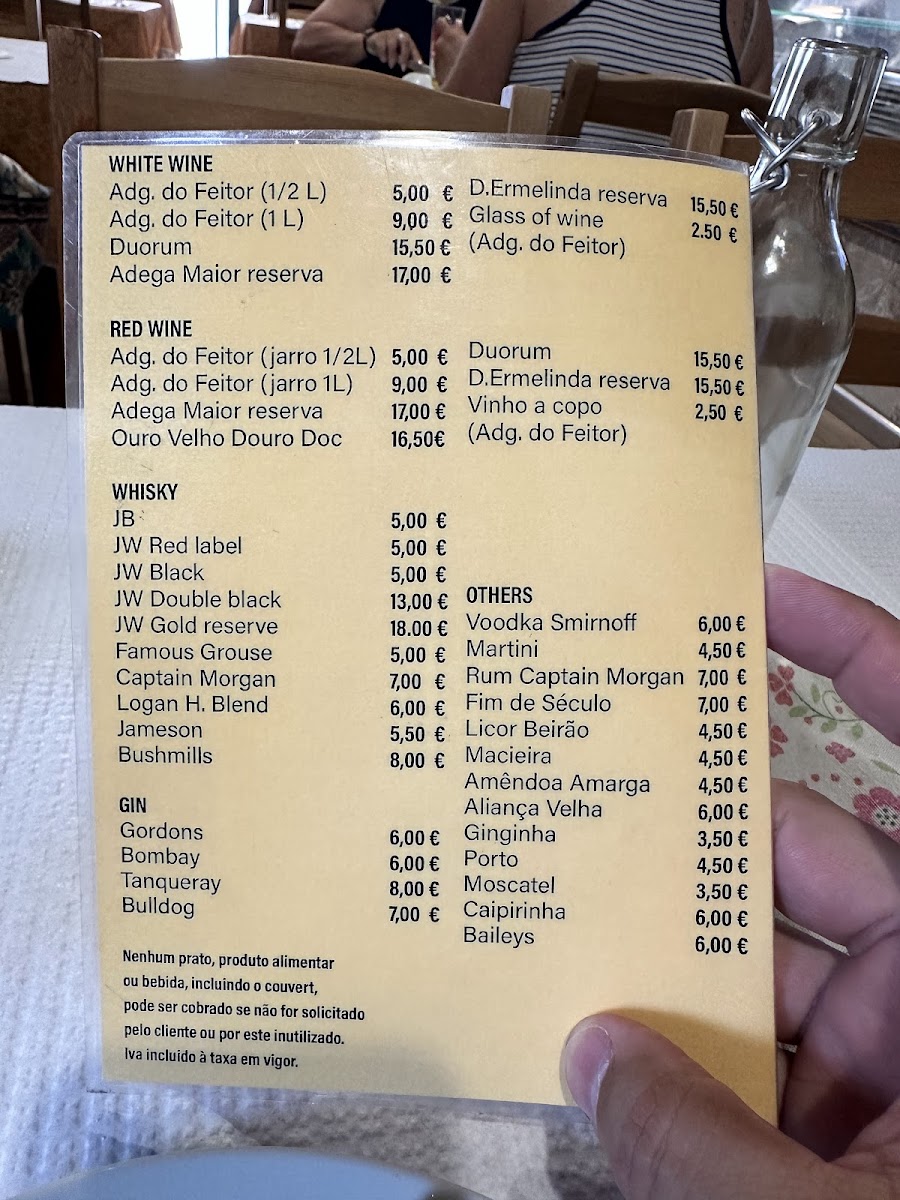 WHITE WINE
Adg. do Feitor (1/2 L) 5,00 €
Adg. do Feitor (1 L) 9,00 €
Duorum 15,50 €
Adega Maior reserva 17,00 €
D.Ermelinda reserva 15,50 €
Glass of wine 2.50 €
(Adg. do Feitor)
RED WINE
Adg. do Feitor (jarro 1/2L) 5,00 €
Adg. do Feitor (jarro 1L) 9,00 €
Adega Maior reserva 17,00 €
Ouro Velho Douro Doc 16,50€
Duorum 15,50 €
D.Ermelinda reserva 15,50 €
Vinho a copo 2,50 €
(Adg. do Feitor)
WHISKY
JB 5,00 €
JW Red label 5,00 €
JW Black 5,00 €
JW Double black 13,00 €
JW Gold reserve 18.00 €
Famous Grouse 5,00 €
Captain Morgan 7,00 €
Logan H. Blend 6,00 €
Jameson 5,50 €
Bushmills 8,00 €
GIN
Gordons 6,00 €
Bombay 6,00 €
Tanqueray 8,00 €
Bulldog 7,00 €
OTHERS
Voodka Smirnoff 6,00 €
Martini 4,50 €
Rum Captain Morgan 7,00 €
Fim de Século 7,00 €
Licor Beirão 4,50 €
Macieira 4,50 €
Amêndoa Amarga 4,50 €
Aliança Velha 6,00 €
Ginginha 3,50 €
Porto 4,50 €
Moscatel 3,50 €
Caipirinha 6,00 €
Baileys 6,00 €
Nenhum prato, produto alimentar
ou bebida, incluindo o couvert,
pode ser cobrado se não for solicitado
pelo cliente ou por este inutilizado.
Iva incluido à taxa em vigor.